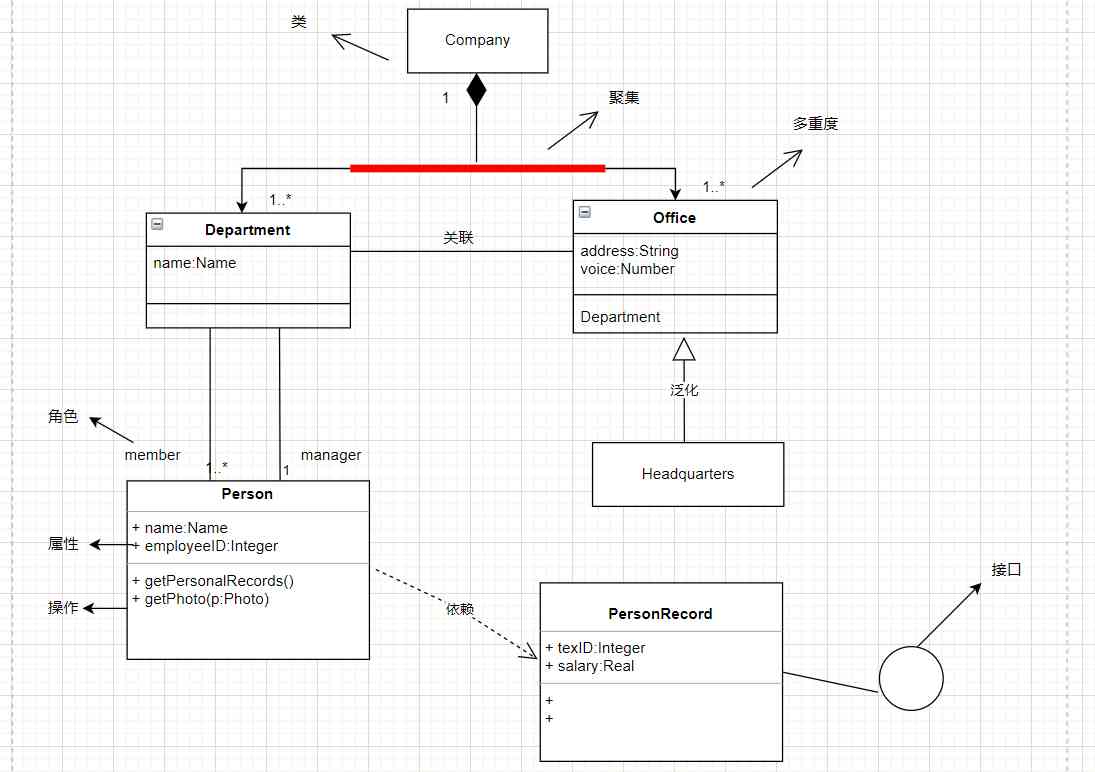 类
Company
1
聚集
多重度
1..*
1..*
Department
name:Name
关联
Office
address:String
voice:Number
Department
泛化
Headquarters
角色
member
1..*
1
manager
Person
+ name:Name
+ employeeID:Integer
属性
+ getPersonalRecords()
+ getPhoto(p:Photo)
操作
依赖
PersonRecord
+ texID:Integer
+ salary:Real
+
+
接口